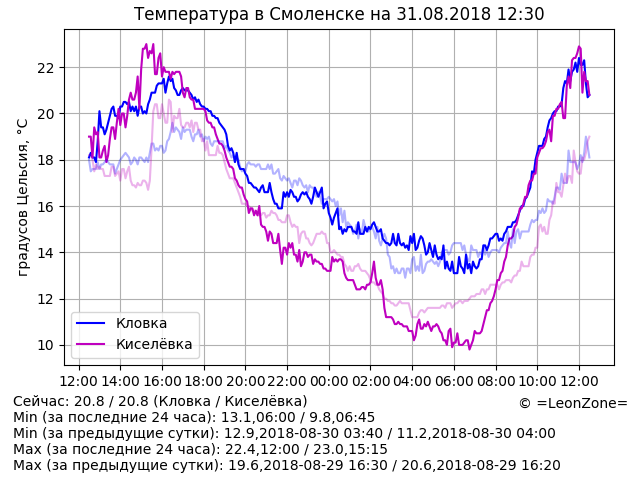 Температура в Смоленске на 31.08.2018 12:30
градусов Цельсия, °C
22
20
18
16
14
12
10
Кловка
Киселёвка
12:00 14:00 16:00 18:00 20:00 22:00 00:00 02:00 04:00 06:00 08:00 10:00 12:00
Сейчас: 20.8 / 20.8 (Кловка / Киселёвка)
© =LeonZone=
Min (за последние 24 часа): 13.1,06:00 / 9.8,06:45
Min (за предыдущие сутки): 12.9,2018-08-30 03:40 / 11.2,2018-08-30 04:00
Max (за последние 24 часа): 22.4,12:00 / 23.0,15:15
Max (за предыдущие сутки): 19.6,2018-08-29 16:30 / 20.6,2018-08-29 16:20